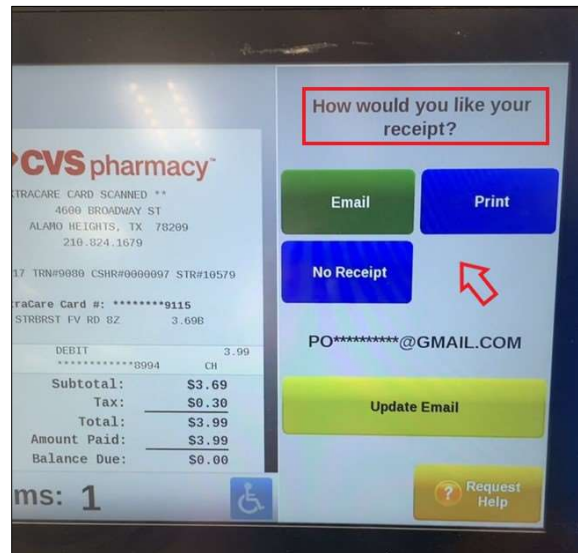 CVS pharmacy
TRACARE CARD SCANNED **
4600 BROADWAY ST
ALAMO HEIGHTS, TX 78209
210.824.1679
17 TRN#9080 CSHR#0000097 STR#10579
raCare Card #: ********9115
STRBRST FV RD 8Z 3.69B
DEBIT 3.99
************8994 CH
Subtotal: $3.69
Tax: $0.30
Total: $3.99
Amount Paid: $3.99
Balance Due: $0.00
ms: 1
How would you like your
receipt?
Email Print
No Receipt
PO**********@GMAIL.COM
Update Email
? Request
Help